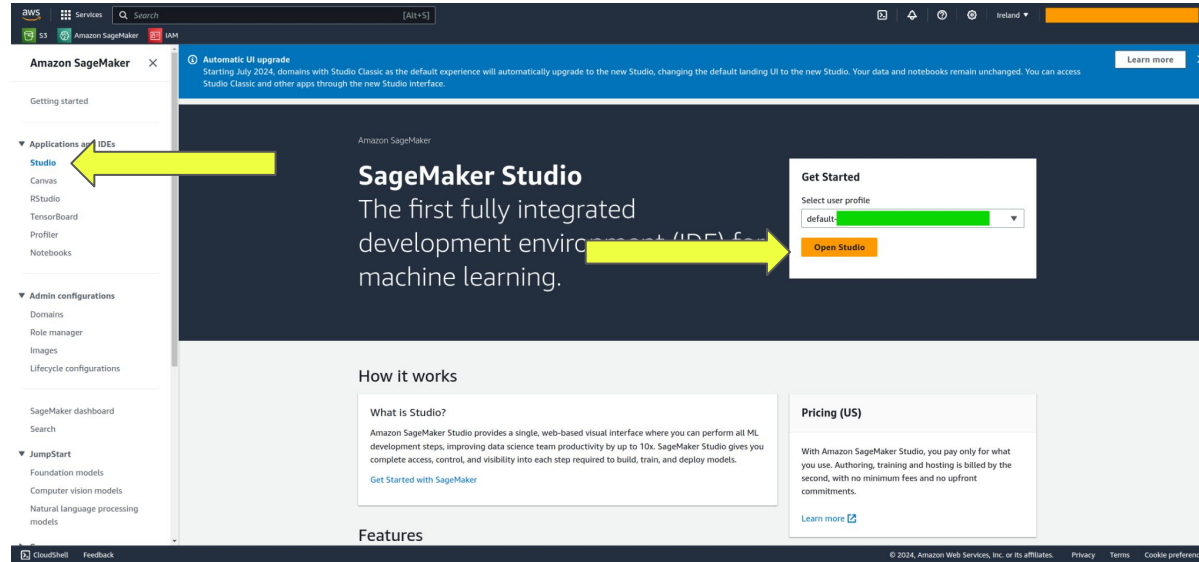 aws
Services
Search
[Alt+S]
Ireland
S3
Amazon SageMaker
IAM
Amazon SageMaker
Getting started
Applications and IDEs
Studio
Canvas
RStudio
TensorBoard
Profiler
Notebooks
Admin configurations
Domains
Role manager
Images
Lifecycle configurations
SageMaker dashboard
Search
JumpStart
Foundation models
Computer vision models
Natural language processing
models
Automatic UI upgrade
Starting July 2024, domains with Studio Classic as the default experience will automatically upgrade to the new Studio, changing the default landing UI to the new Studio. Your data and notebooks remain unchanged. You can access
Studio Classic and other apps through the new Studio interface.
Learn more
Amazon SageMaker
SageMaker Studio
The first fully integrated
development environment (IDE) for
machine learning.
Get Started
Select user profile
default-
Open Studio
How it works
What is Studio?
Amazon SageMaker Studio provides a single, web-based visual interface where you can perform all ML
development steps, improving data science team productivity by up to 10x. SageMaker Studio gives you
complete access, control, and visibility into each step required to build, train, and deploy models.
Get Started with SageMaker
Pricing (US)
With Amazon SageMaker Studio, you pay only for what
you use. Authoring, training and hosting is billed by the
second, with no minimum fees and no upfront
commitments.
Learn more
Features
CloudShell
Feedback
© 2024, Amazon Web Services, Inc. or its affiliates.
Privacy
Terms
Cookie preferenc